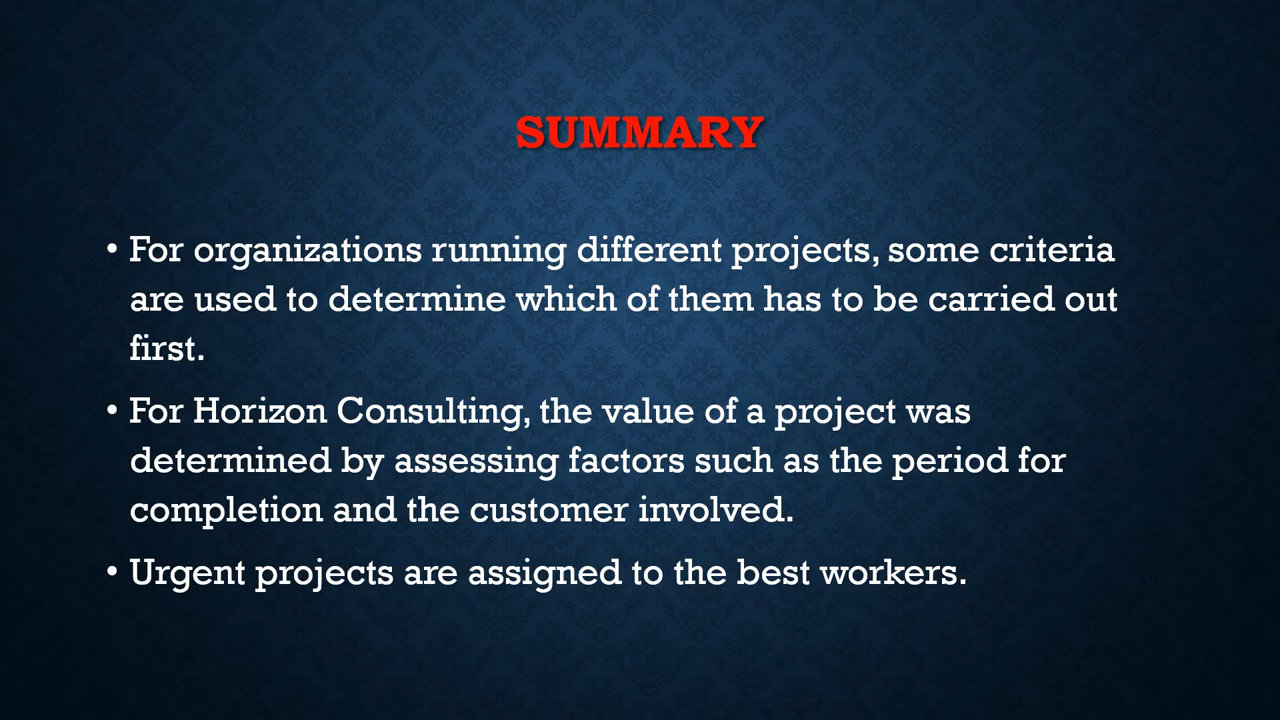 SUMMARY
• For organizations running different projects, some criteria
are used to determine which of them has to be carried out
first.
• For Horizon Consulting, the value of a project was
determined by assessing factors such as the period for
completion and the customer involved.
• Urgent projects are assigned to the best workers.